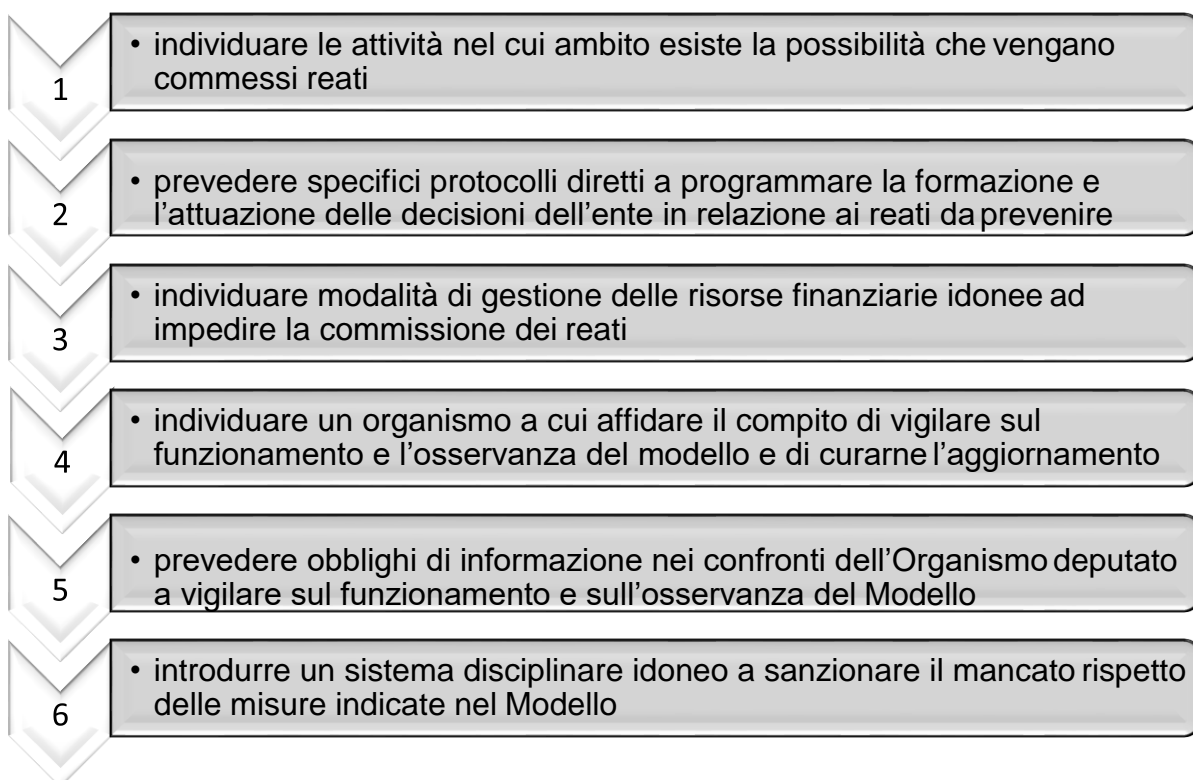 1
• individuare le attività nel cui ambito esiste la possibilità che vengano
commessi reati
2
• prevedere specifici protocolli diretti a programmare la formazione e
l’attuazione delle decisioni dell’ente in relazione ai reati da prevenire
3
• individuare modalità di gestione delle risorse finanziarie idonee ad
impedire la commissione dei reati
4
• individuare un organismo a cui affidare il compito di vigilare sul
funzionamento e l’osservanza del modello e di curarne l’aggiornamento
5
• prevedere obblighi di informazione nei confronti dell’Organismo deputato
a vigilare sul funzionamento e sull’osservanza del Modello
6
• introdurre un sistema disciplinare idoneo a sanzionare il mancato rispetto
delle misure indicate nel Modello